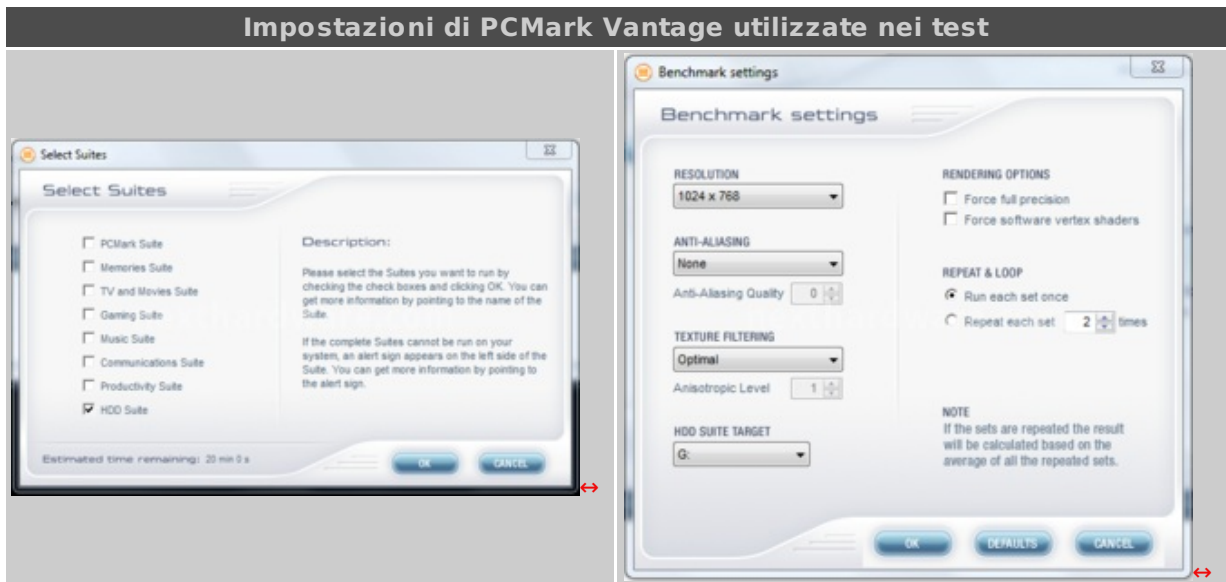 Impostazioni di PCMark Vantage utilizzate nei test
Select Suites
Select Suites
PCMark Suite
Memories Suite
TV and Movies Suite
Gaming Suite
Music Suite
Communications Suite
Productivity Suite
HDD Suite
Description:
Please select the Suites you want to run by
checking the check boxes and clicking OK. You can
get more information by pointing to the name of the
Suite.
If the complete Suites cannot be run on your
system, an alert sign appears on the left side of the
Suite. You can get more information by pointing to
the alert sign.
Estimated time remaining: 20 min 0 s
OK
CANCEL
Benchmark settings
Benchmark settings
RESOLUTION
1024 x 768
ANTI-ALIASING
None
Anti-Aliasing Quality 0
TEXTURE FILTERING
Optimal
Anisotropic Level 1
HDD SUITE TARGET
G:
RENDERING OPTIONS
Force full precision
Force software vertex shaders
REPEAT & LOOP
Run each set once
Repeat each set 2 times
NOTE
If the sets are repeated the result
will be calculated based on the
average of all the repeated sets.
OK
DEFAULTS
CANCEL